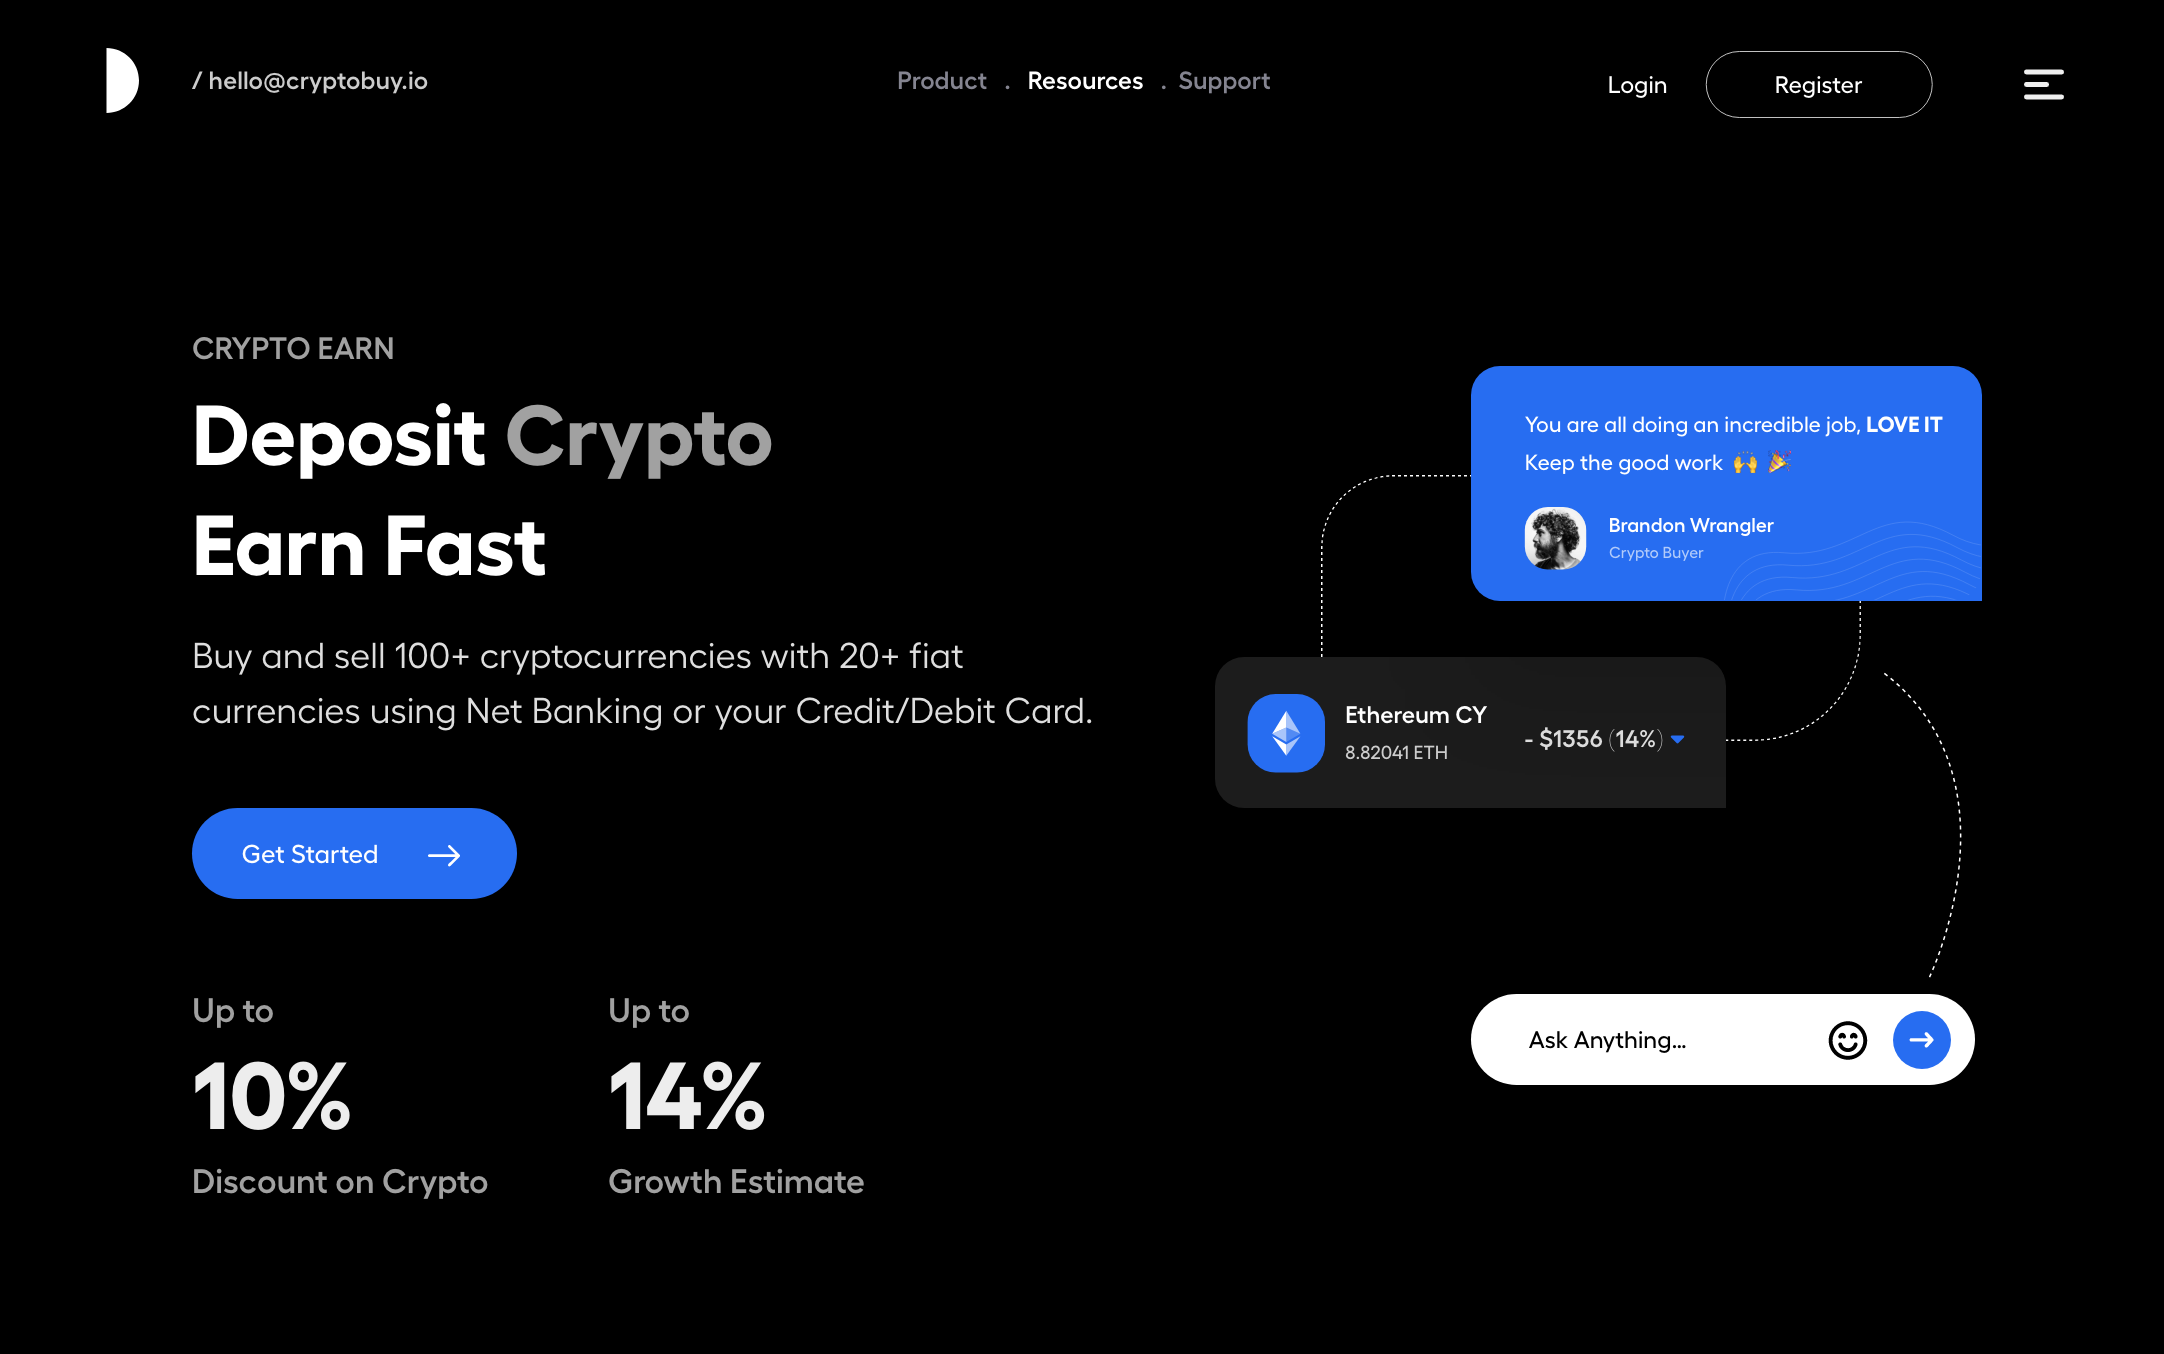 / hello@cryptobuy.io
Product . Resources . Support
Login
Register
CRYPTO EARN
Deposit Crypto
Earn Fast
Buy and sell 100+ cryptocurrencies with 20+ fiat
currencies using Net Banking or your Credit/Debit Card.
Get Started
Up to
10%
Discount on Crypto
Up to
14%
Growth Estimate
You are all doing an incredible job, LOVE IT
Keep the good work 🙌 🎉
Brandon Wrangler
Crypto Buyer
Ethereum CY
8.82041 ETH
- $1356 (14%)
Ask Anything...